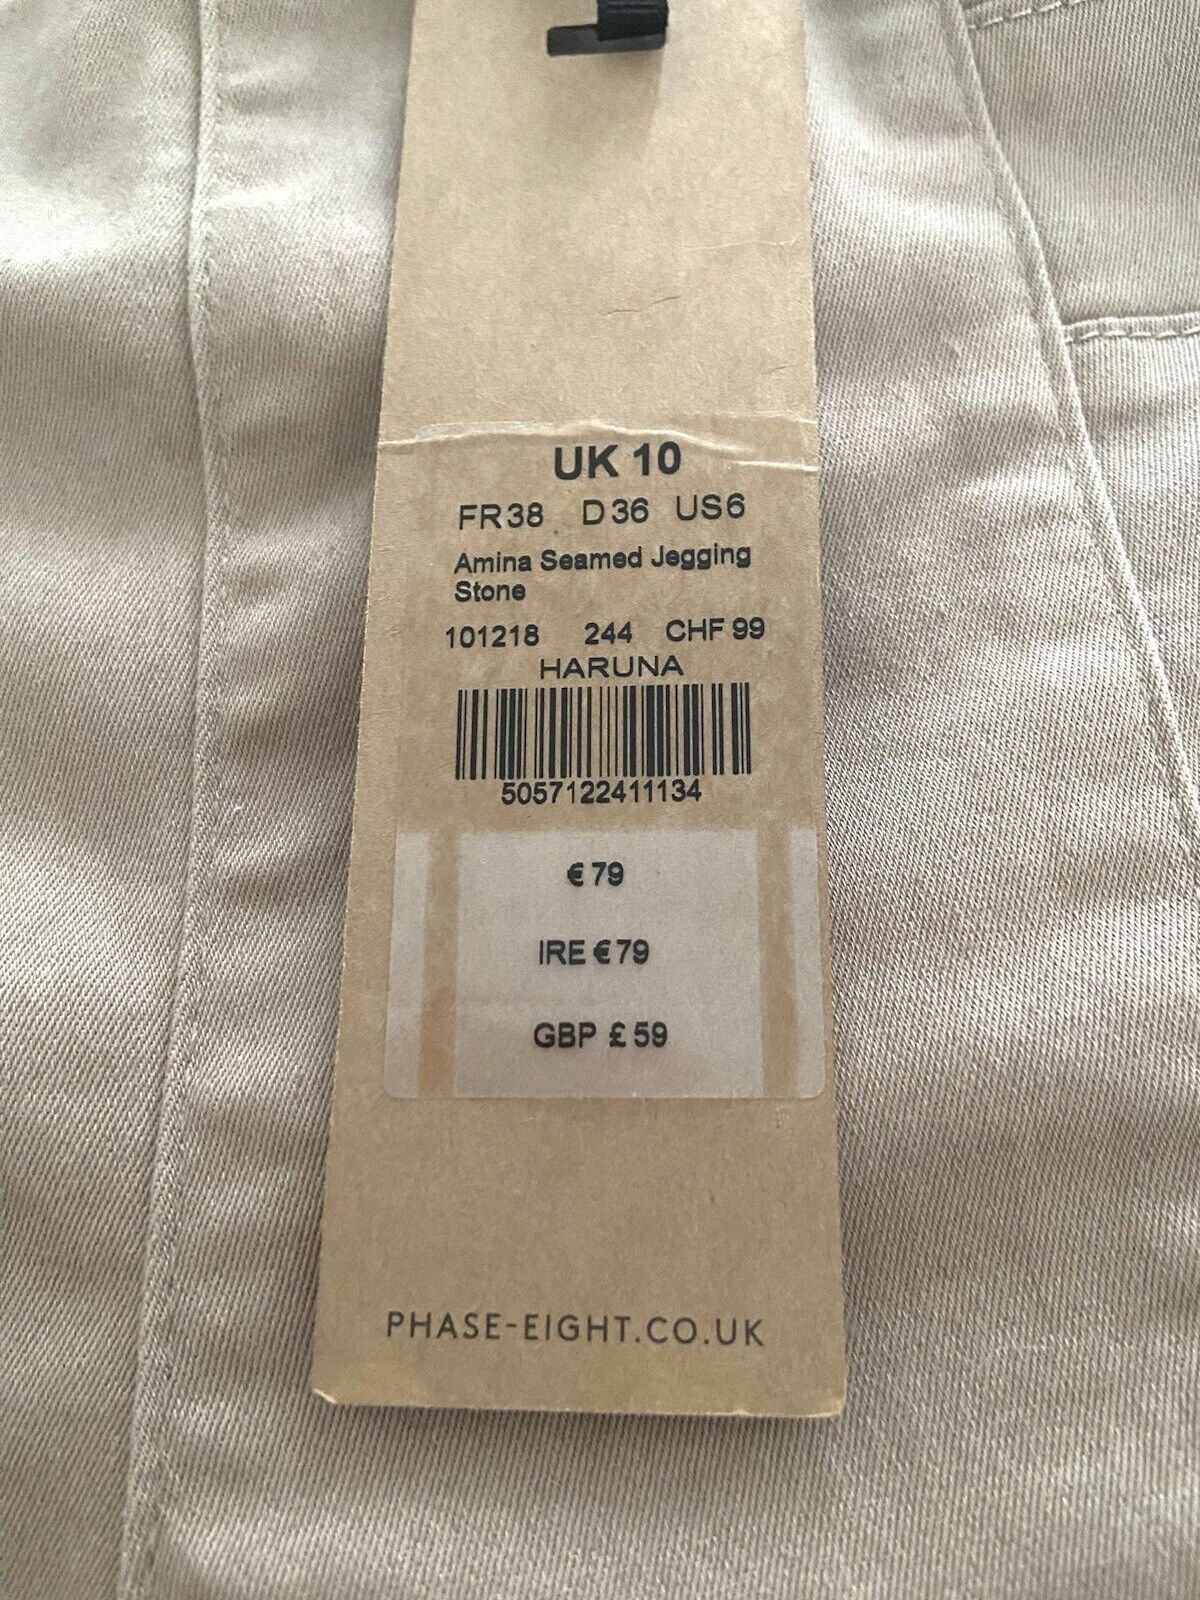 UK 10
FR38 D36 US6
Amina Seamed Jegging
Stone
101218 244 CHF 99
HARUNA
5057122411134
€ 79
IRE € 79
GBP £ 59
PHASE-EIGHT.CO.UK